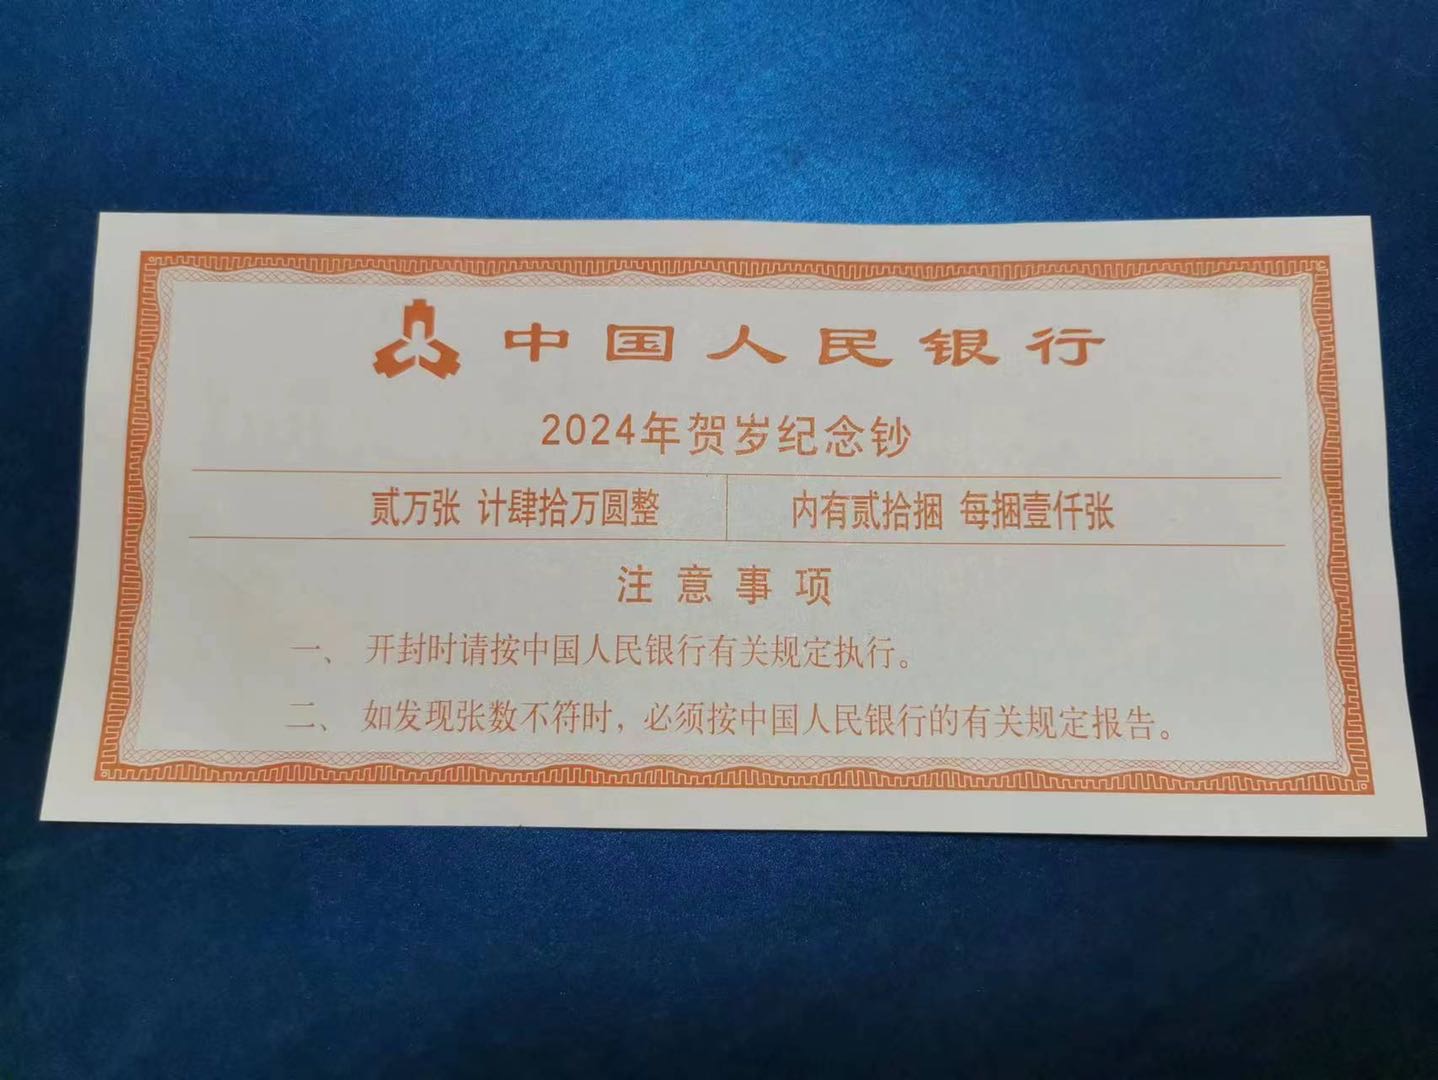 中国人民银行
2024年贺岁纪念钞
贰万张 计肆拾万圆整 内有贰拾捆 每捆壹仟张
注意事项
一、 开封时请按中国人民银行有关规定执行。
二、 如发现张数不符时，必须按中国人民银行的有关规定报告。